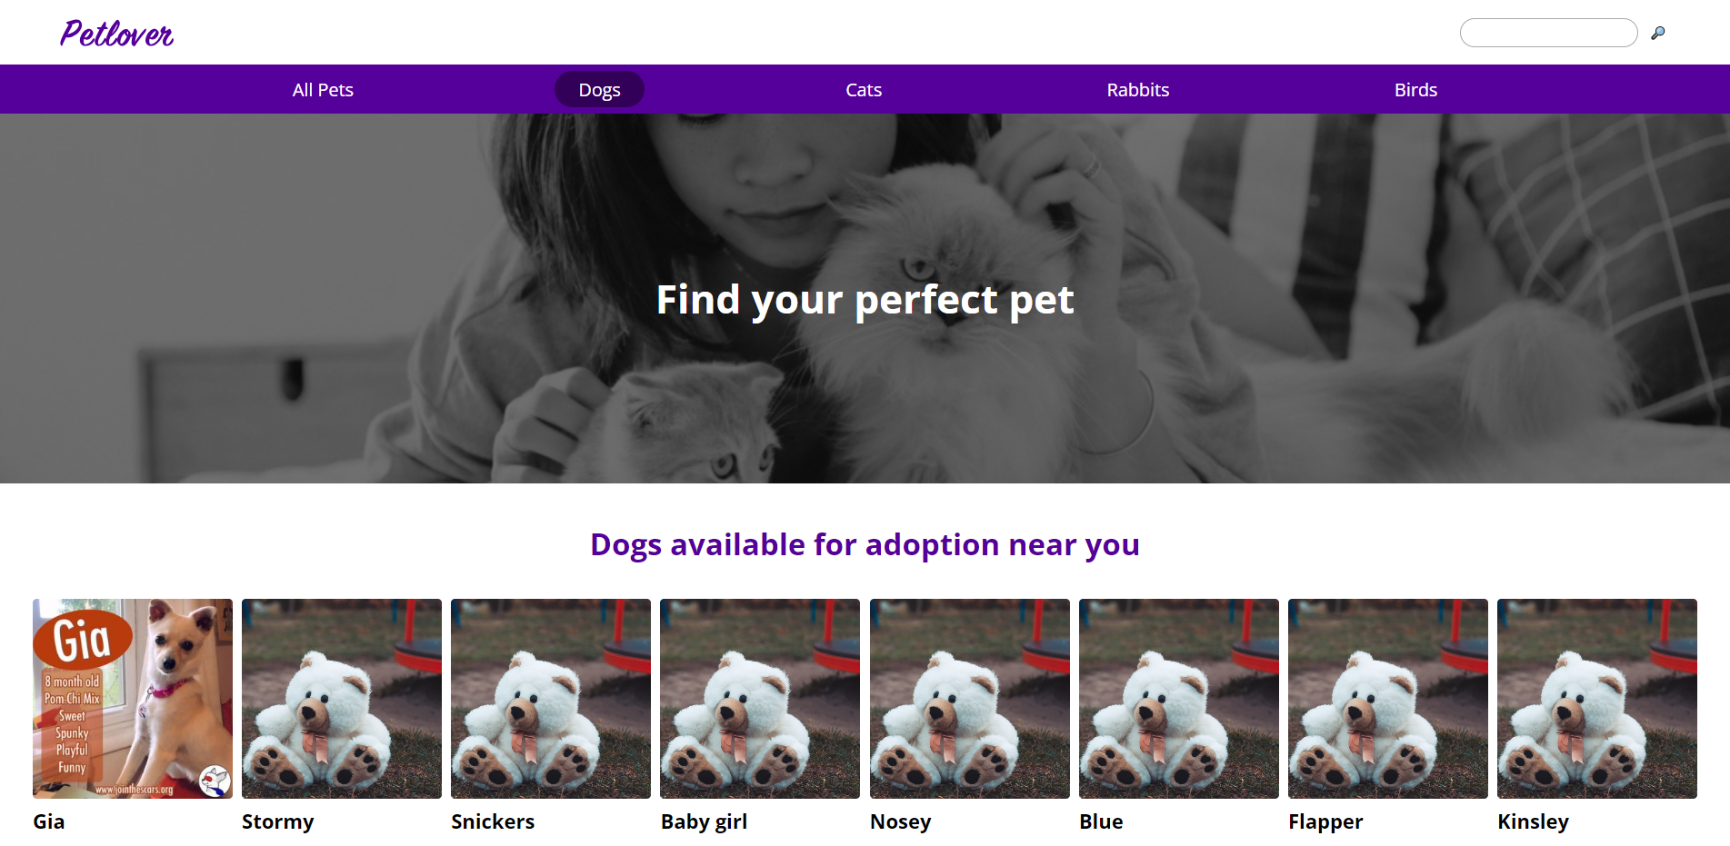 Petlover
All Pets
Dogs
Cats
Rabbits
Birds
Find your perfect pet
Dogs available for adoption near you
Gia
8 month old
Pom Chi Mix
Sweet
Spunky
Playful
Funny
www.jointhescars.org
Gia
Stormy
Snickers
Baby girl
Nosey
Blue
Flapper
Kinsley